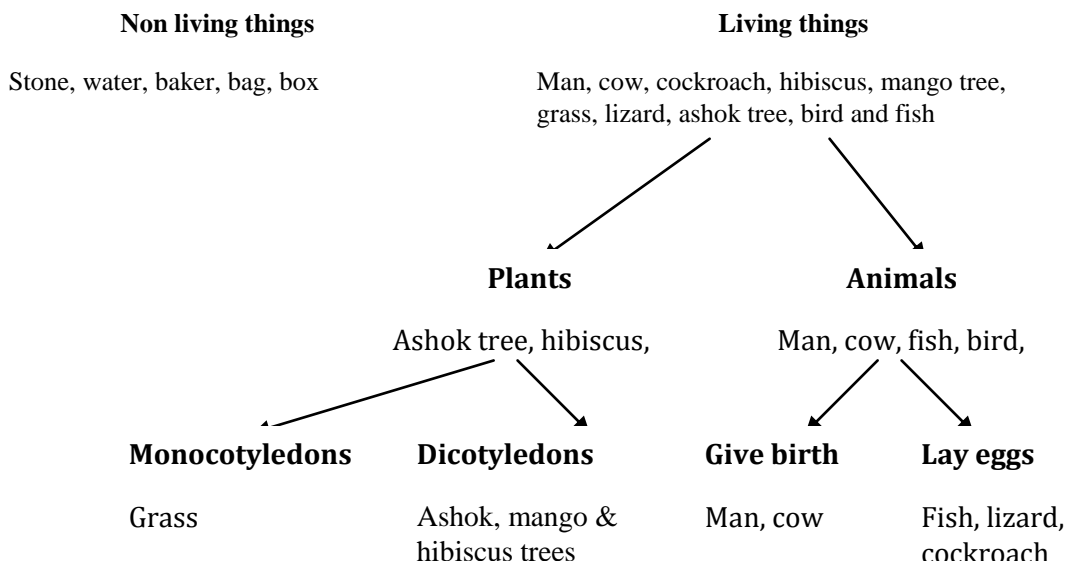 Non living things
Living things
Stone, water, baker, bag, box
Man, cow, cockroach, hibiscus, mango tree,
grass, lizard, ashok tree, bird and fish
Plants
Animals
Ashok tree, hibiscus,
Man, cow, fish, bird,
Monocotyledons
Dicotyledons
Give birth
Lay eggs
Grass
Ashok, mango &
hibiscus trees
Man, cow
Fish, lizard,
cockroach